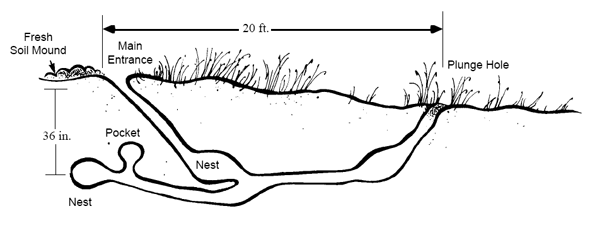 20 ft.
Fresh
Soil Mound
Main
Entrance
Plunge Hole
36 in.
Pocket
Nest
Nest